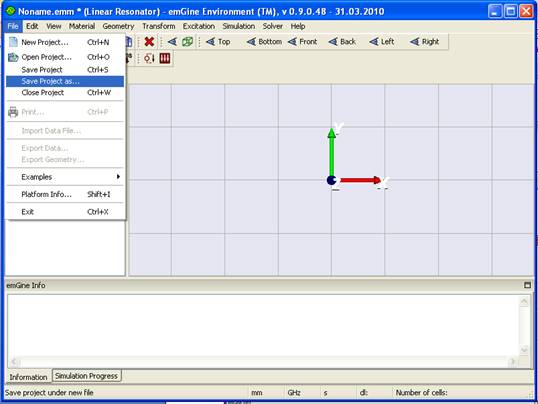 Noname.emm * (Linear Resonator) - emGine Environment (TM), v 0.9.0.4B - 31.03.2010
File Edit View Material Geometry Transform Excitation Simulation Solver Help
New Project... Ctrl+N
Top Bottom Front Back Left Right
Open Project... Ctrl+O
Save Project Ctrl+S
Save Project as...
Close Project Ctrl+W
Print... Ctrl+P
Import Data File...
Export Data...
Export Geometry...
Examples
Platform Info... Shift+I
Exit Ctrl+X
Y
Z X
emGine Info
Information Simulation Progress
Save project under new file mm GHz s dl: Number of cells: